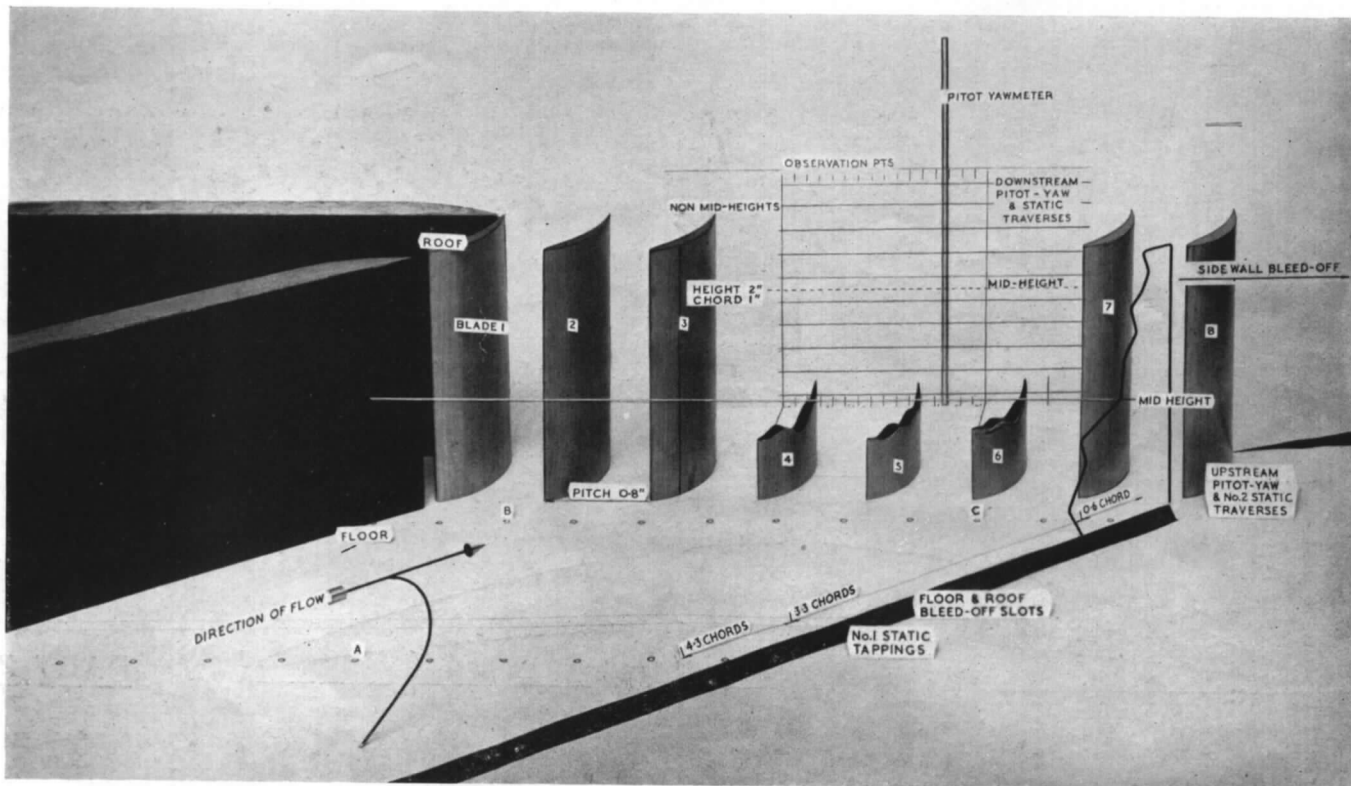 PITOT YAWMETER
OBSERVATION PTS
DOWNSTREAM
PITOT-YAW
& STATIC
TRAVERSES
NON MID-HEIGHTS
ROOF
SIDE WALL BLEED-OFF
HEIGHT 2"
CHORD 1"
MID-HEIGHT
BLADE 1
2
3
7
8
MID HEIGHT
4
5
6
UPSTREAM
PITOT-YAW
& No.2 STATIC
TRAVERSES
PITCH 0·8"
B
C
0·6 CHORD
FLOOR
DIRECTION OF FLOW
FLOOR & ROOF
BLEED-OFF SLOTS
3·3 CHORDS
4·3 CHORDS
No.1 STATIC
TAPPINGS
A